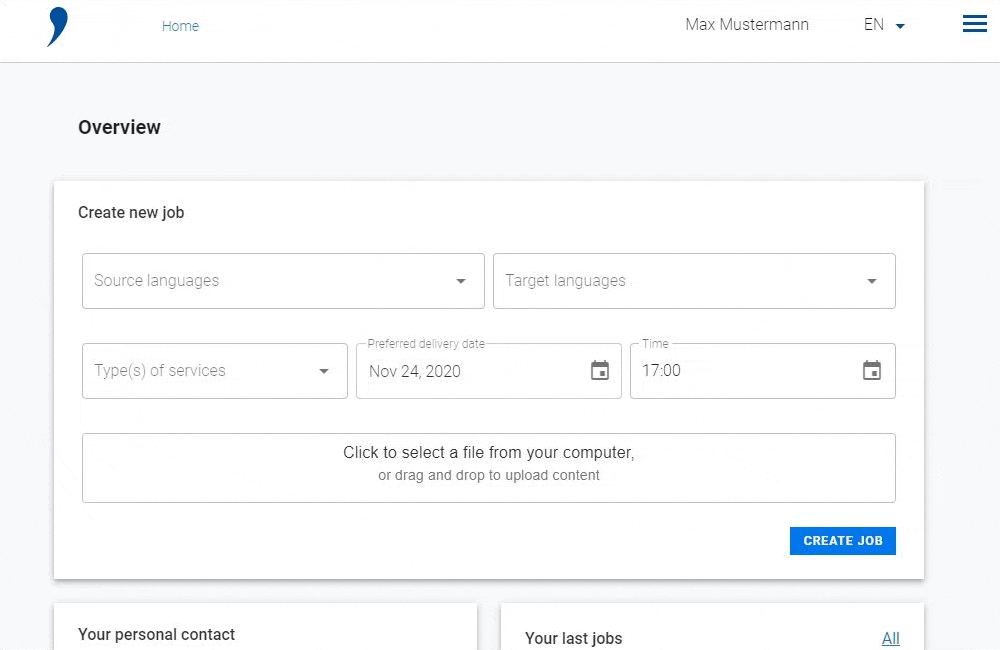 Home
Max Mustermann
EN
Overview
Create new job
Source languages
Target languages
Type(s) of services
Preferred delivery date
Nov 24, 2020
Time
17:00
Click to select a file from your computer,
or drag and drop to upload content
CREATE JOB
Your personal contact
Your last jobs
All